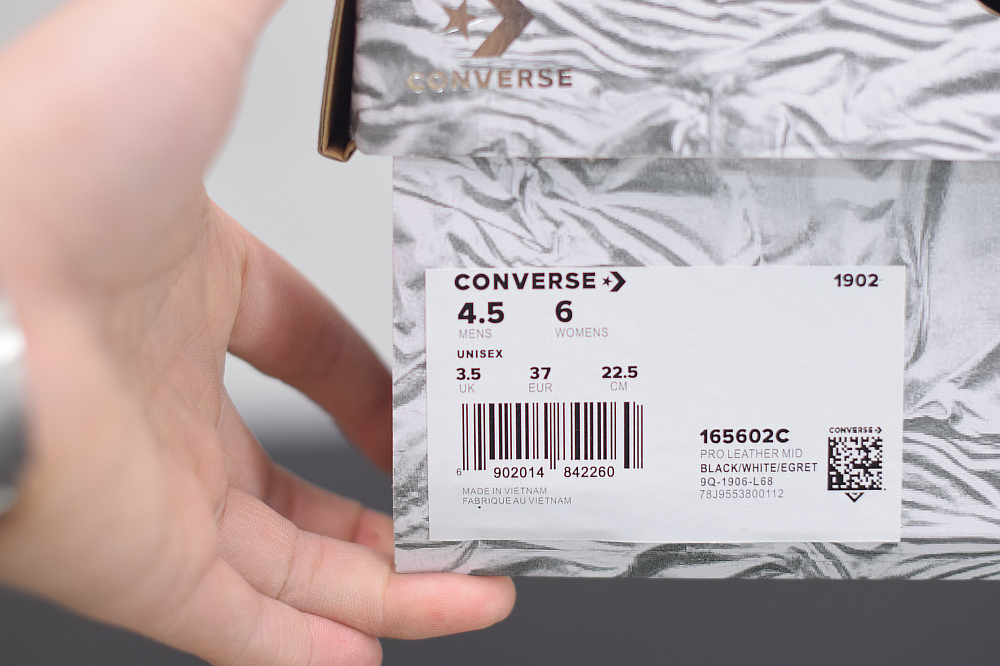 CONVERSE
CONVERSE 1902
4.5 6
MENS WOMENS
UNISEX
3.5 37 22.5
UK EUR CM
6 902014 842260
MADE IN VIETNAM
FABRIQUE AU VIETNAM
CONVERSE
165602C
PRO LEATHER MID
BLACK/WHITE/EGRET
9Q-1906-L68
78J9553800112